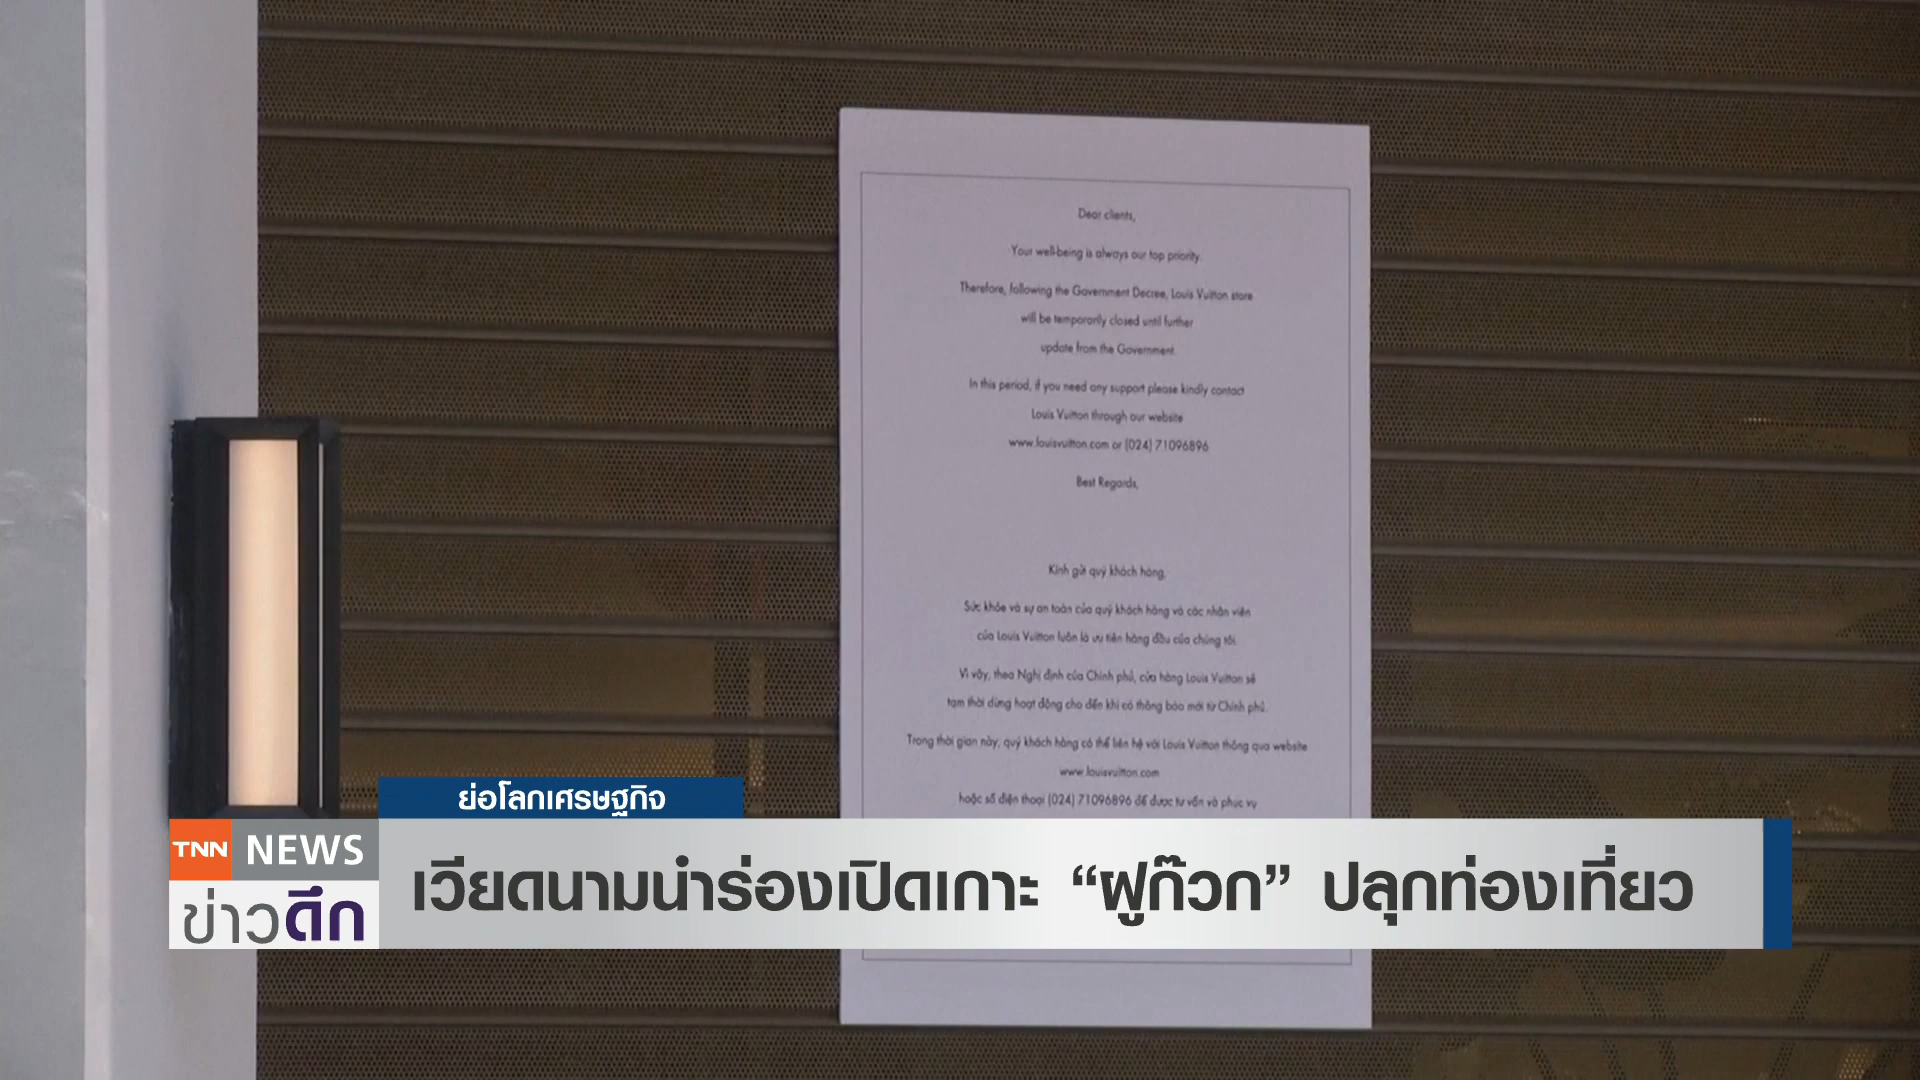 Dear clients,
Your well-being is always our top priority.
Therefore, following the Government Decree, Louis Vuitton store
will be temporarily closed until further
update from the Government.
In this period, if you need any support please kindly contact
Louis Vuitton through our website
www.louisvuitton.com or (024) 71096896
Best Regards,
Kính gửi quý khách hàng,
Sức khỏe và sự an toàn của quý khách hàng và các nhân viên
của Louis Vuitton luôn là ưu tiên hàng đầu của chúng tôi.
Vì vậy, theo Nghị định của Chính phủ, cửa hàng Louis Vuitton sẽ
tạm thời dừng hoạt động cho đến khi có thông báo mới từ Chính phủ.
Trong thời gian này, quý khách hàng có thể liên hệ với Louis Vuitton thông qua website
www.louisvuitton.com
hoặc số điện thoại (024) 71096896 để được tư vấn và phục vụ
ย่อโลกเศรษฐกิจ
TNN NEWS
ข่าวดึก
เวียดนามนำร่องเปิดเกาะ “ฝูก๊วก” ปลุกท่องเที่ยว